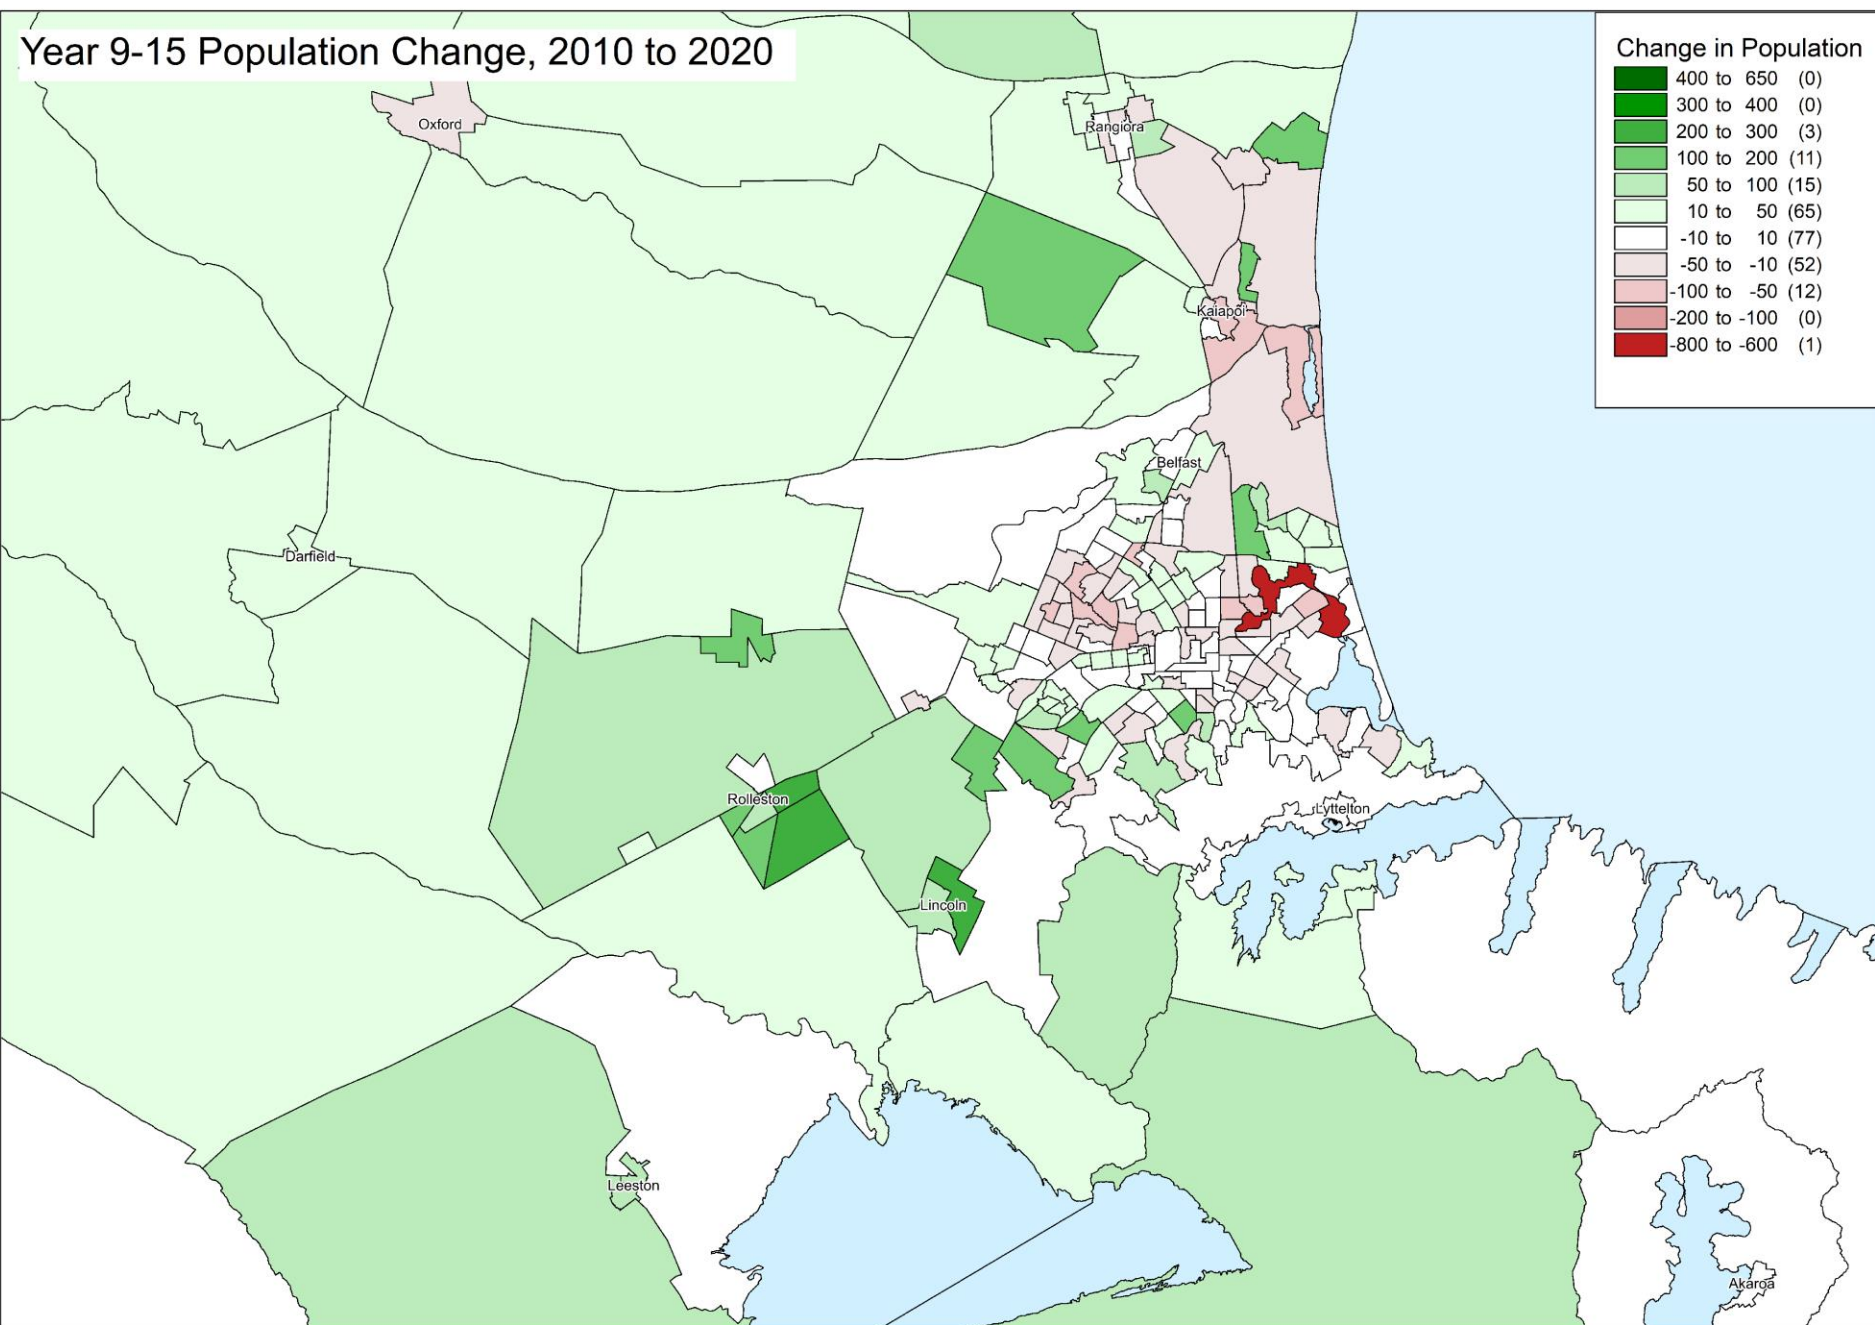 Year 9-15 Population Change, 2010 to 2020
Change in Population
400 to 650 (0)
300 to 400 (0)
200 to 300 (3)
100 to 200 (11)
50 to 100 (15)
10 to 50 (65)
-10 to 10 (77)
-50 to -10 (52)
-100 to -50 (12)
-200 to -100 (0)
-800 to -600 (1)
Oxford
Rangiora
Kaiapoi
Belfast
Darfield
Rolleston
Lyttelton
Lincoln
Leeston
Akaroa